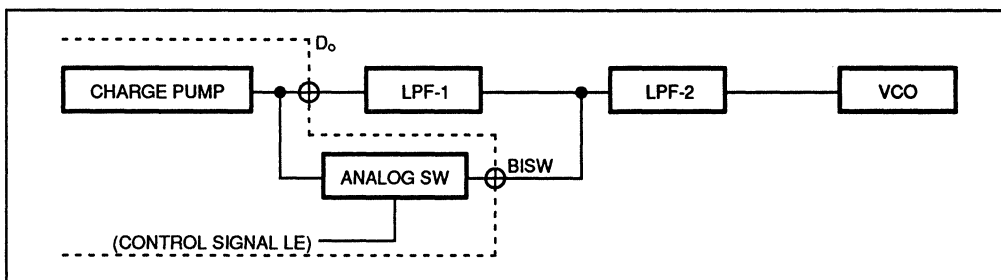 Do
CHARGE PUMP
LPF-1
LPF-2
VCO
ANALOG SW
BISW
(CONTROL SIGNAL LE)